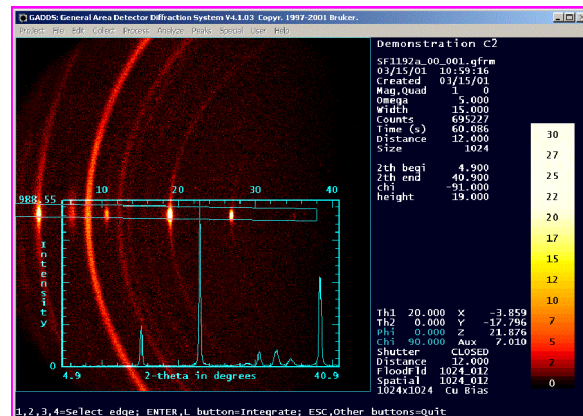 GADDS: General Area Detector Diffraction System V4.1.03 Copyr. 1997-2001 Bruker.
Project File Edit Collect Process Analyze Peaks Special User Help
Demonstration C2
SF1192a_00_001.gfrm
03/15/01 10:59:16
Created 03/15/01
Mag.Quad 1 0
Omega 5.000
Width 15.000
Counts 695227
Time (s) 60.086
Distance 12.000
Size 1024
2th begi 4.900
2th end 40.900
chi -91.000
height 19.000
10 20 30 40
988.55
Intensity
0
4.9 2-theta in degrees 40.9
30
27
25
22
20
17
15
12
10
7
5
2
0
Th1 20.000 X -3.859
Th2 0.000 Y -17.796
Phi 0.000 Z 21.876
Chi 90.000 Aux 7.010
Shutter CLOSED
Distance 12.000
FloodFld 1024_012
Spatial 1024_012
1024x1024 Cu Bias
1,2,3,4=Select edge; ENTER,L button=Integrate; ESC,Other buttons=Quit